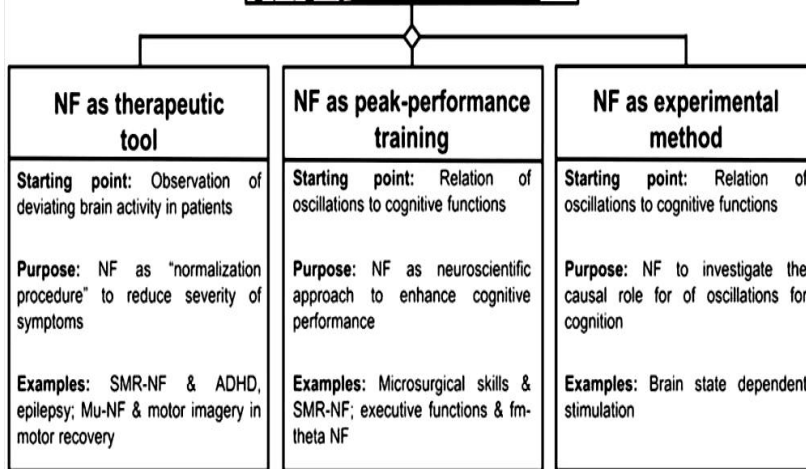 NF as therapeutic
tool
Starting point: Observation of
deviating brain activity in patients
Purpose: NF as “normalization
procedure” to reduce severity of
symptoms
Examples: SMR-NF & ADHD,
epilepsy; Mu-NF & motor imagery in
motor recovery
NF as peak-performance
training
Starting point: Relation of
oscillations to cognitive functions
Purpose: NF as neuroscientific
approach to enhance cognitive
performance
Examples: Microsurgical skills &
SMR-NF; executive functions & fm-
theta NF
NF as experimental
method
Starting point: Relation of
oscillations to cognitive functions
Purpose: NF to investigate the
causal role for of oscillations for
cognition
Examples: Brain state dependent
stimulation